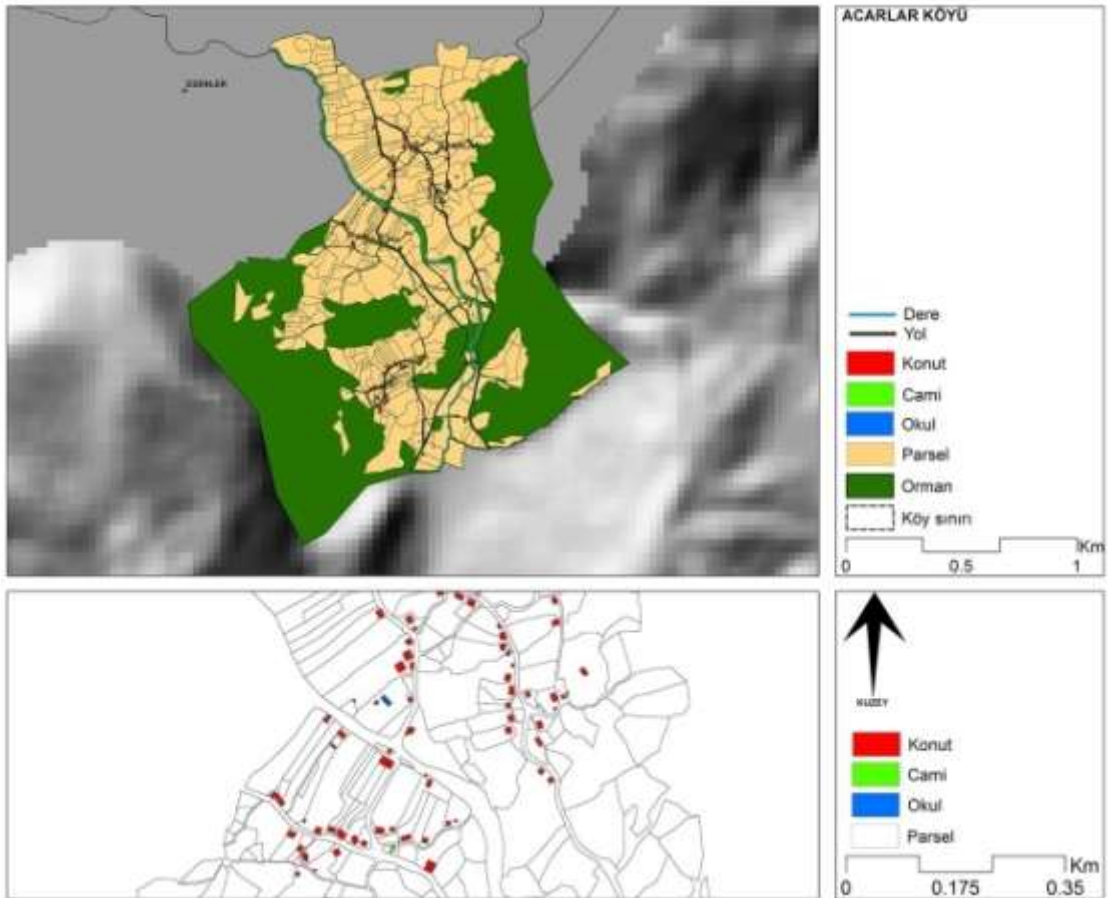 ACARLAR KÖYÜ
Dere
Yol
Konut
Cami
Okul
Parsel
Orman
Köy sınırı
Km
0 0.5 1
KUZEY
Konut
Cami
Okul
Parsel
Km
0 0.175 0.35